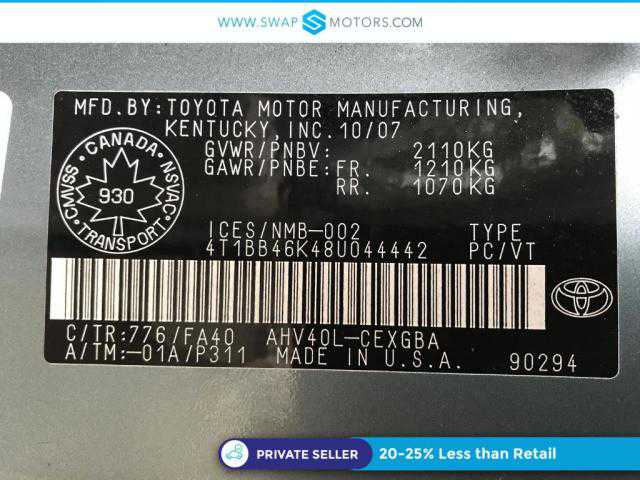 WWW.SWAP MOTORS.COM
MFD.BY:TOYOTA MOTOR MANUFACTURING,
KENTUCKY,INC.10/07
GVWR/PNBV: 2110KG
GAWR/PNBE: FR. 1210KG
RR. 1070KG
CANADA
CMVSS 930 NSVAC
TRANSPORT
ICES/NMB-002 TYPE
4T1BB46K48U044442 PC/VT
C/TR:776/FA40 AHV40L-CEXGBA
A/TM:-01A/P311 MADE IN U.S.A. 90294
PRIVATE SELLER 20-25% Less than Retail